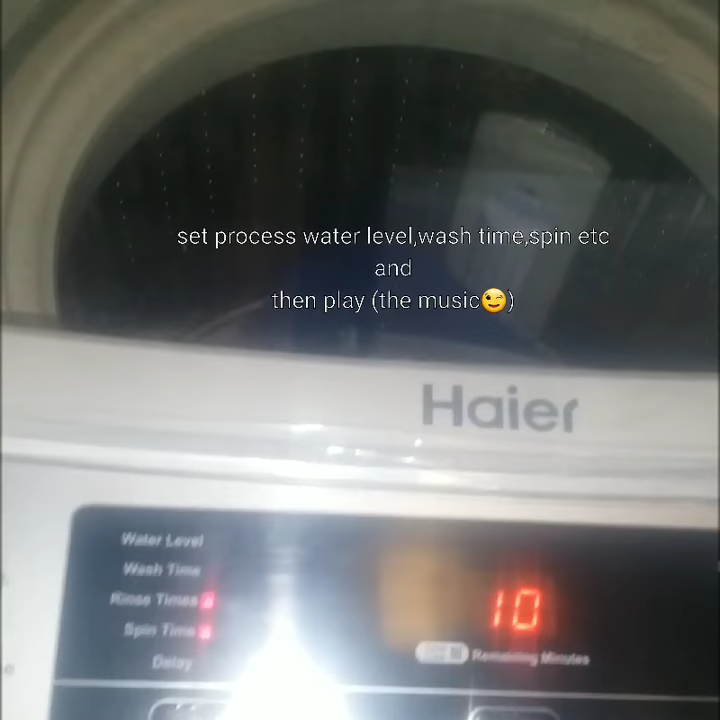 set process water level,wash time,spin etc
and
then play (the music😉)
Haier
Water Level
Wash Time
Rinse Times
Spin Time
Delay
10
Remaining Minutes